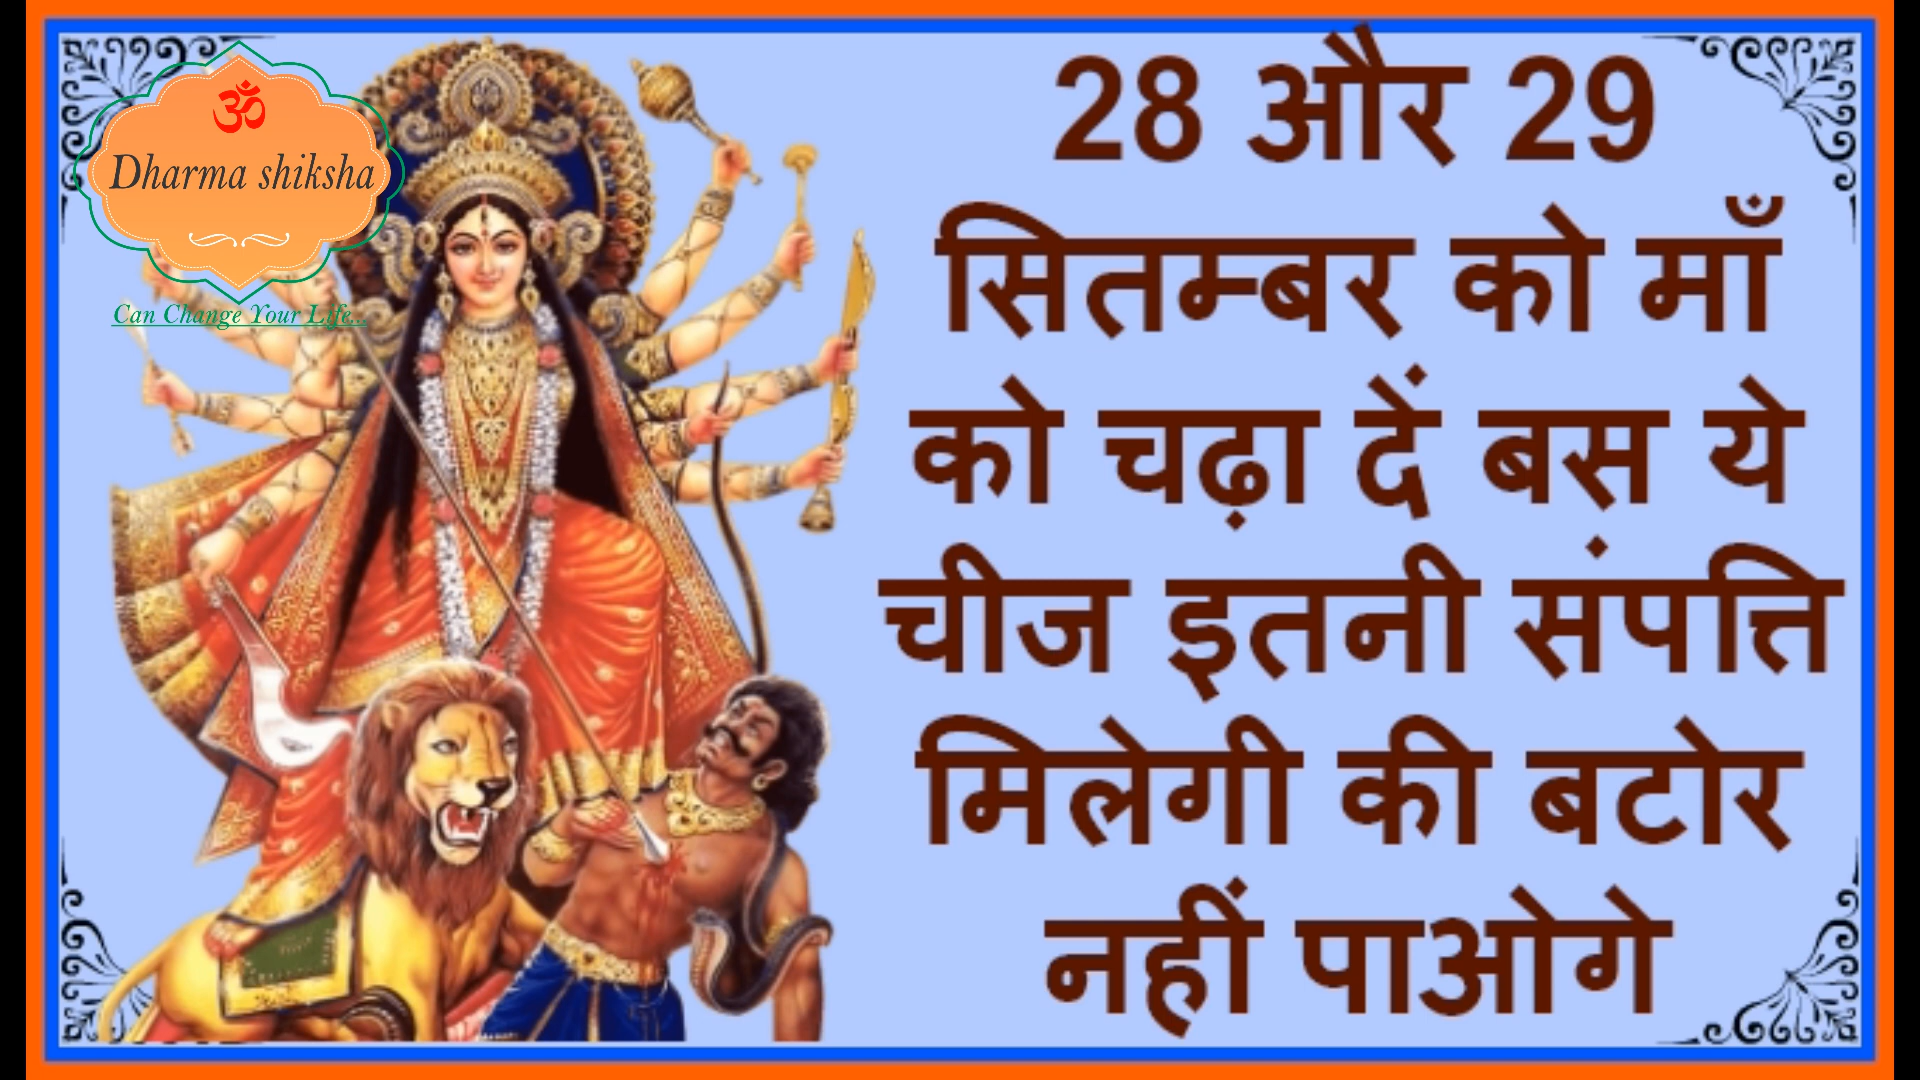 ॐ
Dharma shiksha
Can Change Your Life...
28 और 29
सितम्बर को माँ
को चढ़ा दें बस ये
चीज इतनी संपत्ति
मिलेगी की बटोर
नहीं पाओगे